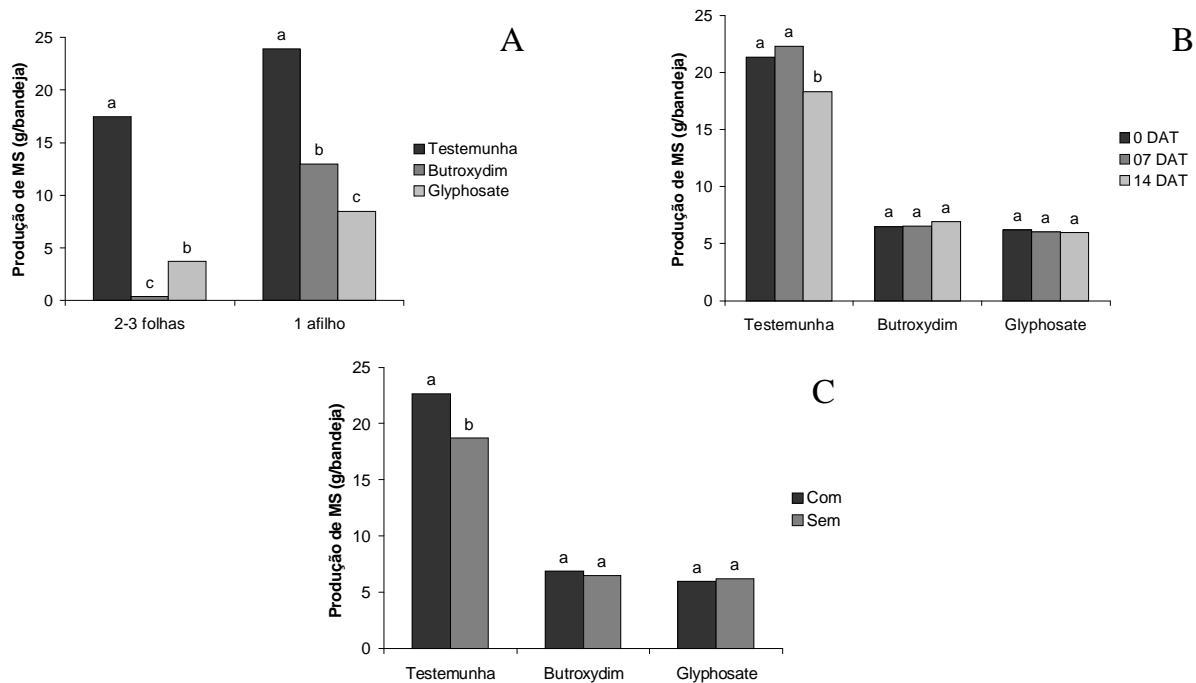 A
Produção de MS (g/bandeja)
25
20
15
10
5
0
a
c
b
a
b
c
2-3 folhas
1 afilho
Testemunha
Butroxydim
Glyphosate
B
Produção de MS (g/bandeja)
25
20
15
10
5
0
a a b
a a a
a a a
Testemunha Butroxydim Glyphosate
0 DAT
07 DAT
14 DAT
C
Produção de MS (g/bandeja)
25
20
15
10
5
0
a b
a a
a a
Testemunha Butroxydim Glyphosate
Com
Sem